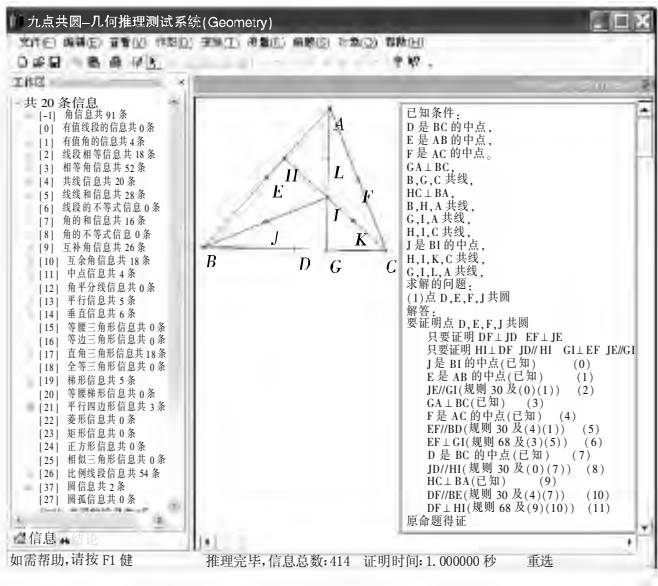 九点共圆–几何推理测试系统(Geometry)
文件(F) 编辑(E) 查看(V) 作图(D) 变换(T) 测量(E) 编题(S) 对象(O) 帮助(H)
工作区
共 20 条信息
[-1] 角信息共 91 条
[0] 有值线段的信息共 0 条
[1] 有值角的信息共 4 条
[2] 线段相等信息共 18 条
[3] 相等角信息共 52 条
[4] 共线信息共 20 条
[5] 线线和信息共 28 条
[6] 线段的不等式信息 0 条
[7] 角的和信息共 16 条
[8] 角的不等式信息 0 条
[9] 互补角信息共 26 条
[10] 互余角信息共 18 条
[11] 中点信息共 4 条
[12] 角平分线信息共 0 条
[13] 平行信息共 5 条
[14] 垂直信息共 6 条
[15] 等腰三角形信息共 0 条
[16] 等边三角形信息共 0 条
[17] 直角三角形信息共 18 条
[18] 全等三角形信息共 0 条
[19] 梯形信息共 5 条
[20] 等腰梯形信息共 0 条
[21] 平行四边形信息共 3 条
[22] 菱形信息共 0 条
[23] 矩形信息共 0 条
[24] 正方形信息共 0 条
[25] 相似三角形信息共 0 条
[26] 比例线段信息共 54 条
[37] 圆信息共 2 条
[27] 圆弧信息共 0 条
信息
A
H
L
E
F
I
J
K
B
D
G
C
已知条件:
D 是 BC 的中点,
E 是 AB 的中点,
F 是 AC 的中点。
GA⊥BC,
B,G,C 共线,
HC⊥BA,
B,H,A 共线,
G,I,A 共线,
H,I,C 共线,
J 是 BI 的中点,
H,I,K,C 共线,
G,I,L,A 共线,
求解的问题:
(1)点 D,E,F,J 共圆
解答:
要证明点 D,E,F,J 共圆
只要证明 DF⊥JD EF⊥JE
只要证明 HI⊥DF JD//HI GI⊥EF JE//GI
J 是 BI 的中点(已知) (0)
E 是 AB 的中点(已知) (1)
JE//GI(规则 30 及(0)(1)) (2)
GA⊥BC(已知) (3)
F 是 AC 的中点(已知) (4)
EF//BD(规则 30 及(4)(1)) (5)
EF⊥GI(规则 68 及(3)(5)) (6)
D 是 BC 的中点(已知) (7)
JD//HI(规则 30 及(0)(7)) (8)
HC⊥BA(已知) (9)
DF//BE(规则 30 及(4)(7)) (10)
DF⊥HI(规则 68 及(9)(10)) (11)
原命题得证
如需帮助,请按 F1 健
推理完毕,信息总数:414 证明时间:1.000000 秒 重选